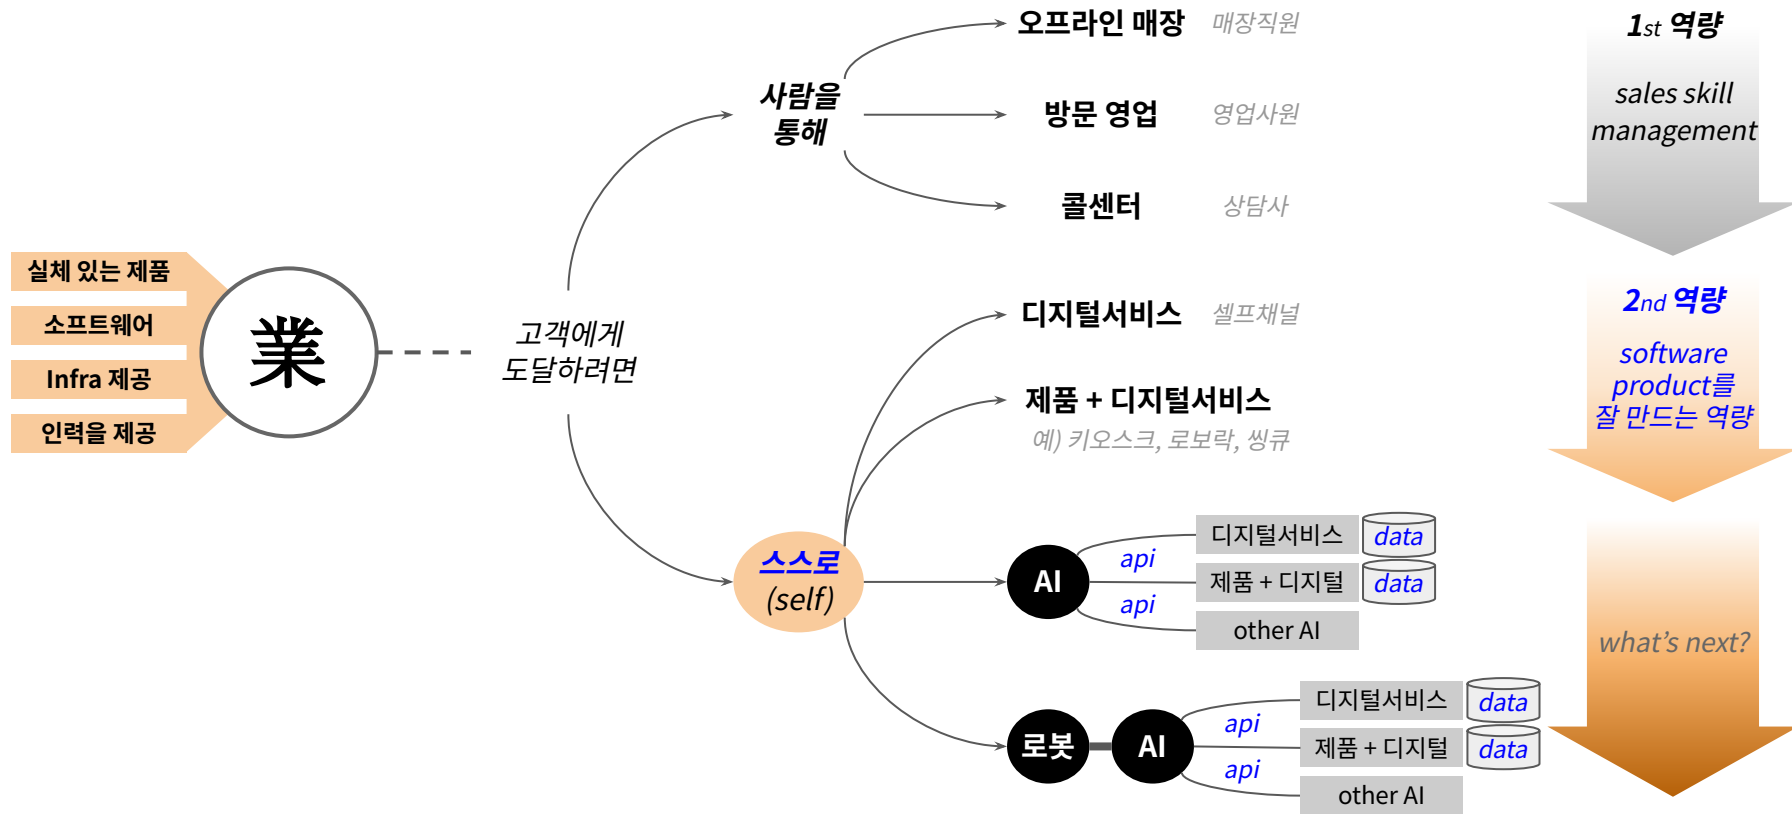 실체 있는 제품
소프트웨어
Infra 제공
인력을 제공
業
고객에게
도달하려면
사람을
통해
오프라인 매장 매장직원
방문 영업 영업사원
콜센터 상담사
스스로
(self)
디지털서비스 셀프채널
제품 + 디지털서비스
예) 키오스크, 로보락, 씽큐
AI
api
api
디지털서비스 data
제품 + 디지털 data
other AI
로봇 AI
api
api
디지털서비스 data
제품 + 디지털 data
other AI
1st 역량
sales skill
management
2nd 역량
software
product를
잘 만드는 역량
what's next?